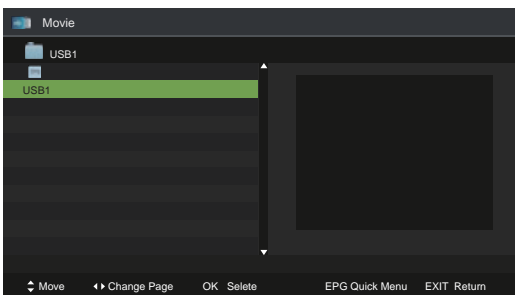 Movie
USB1
USB1
Move Change Page OK Selete EPG Quick Menu EXIT Return